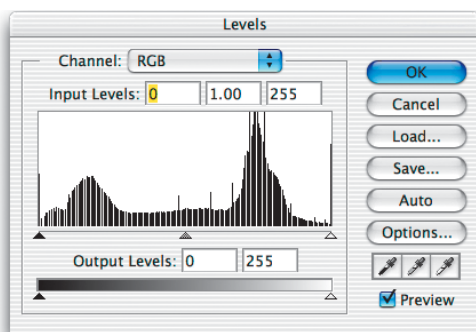 Levels
Channel: RGB
Input Levels: 0 1.00 255
Output Levels: 0 255
OK
Cancel
Load...
Save...
Auto
Options...
Preview